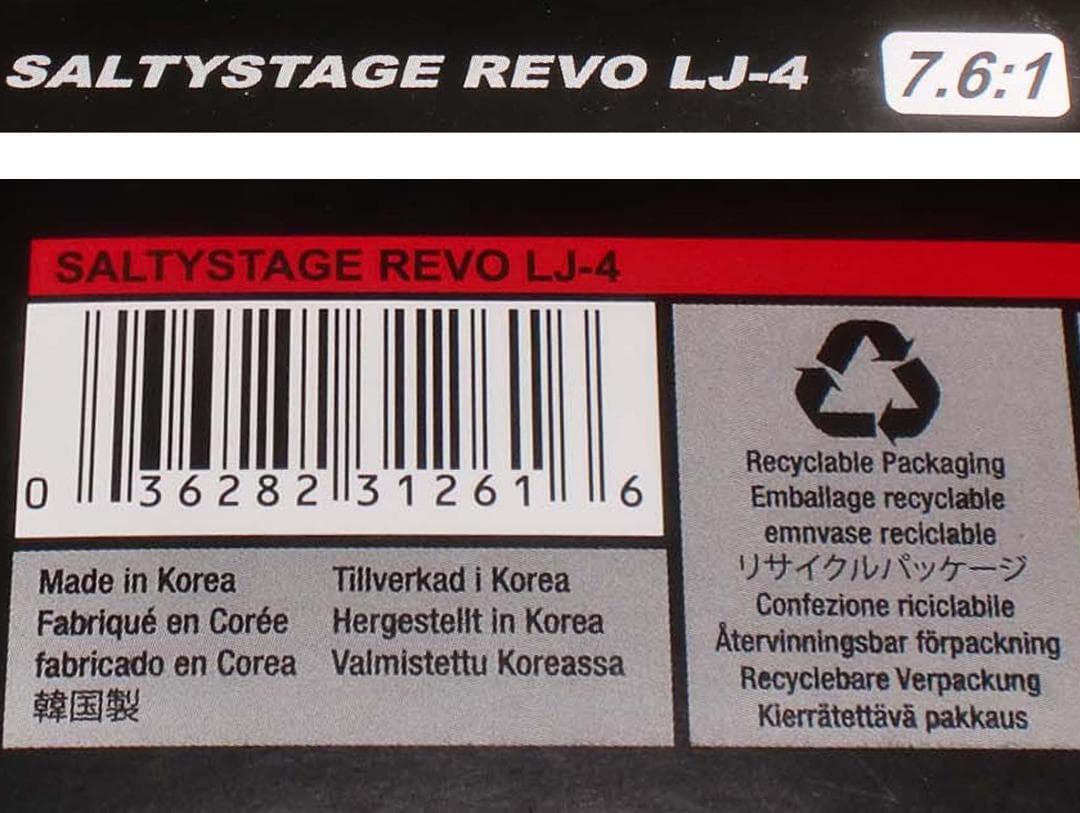 SALTYSTAGE REVO LJ-4 7.6:1
SALTYSTAGE REVO LJ-4
0 36282 31261 6
Made in Korea
Fabriqué en Corée
fabricado en Corea
韓国製
Tillverkad i Korea
Hergestellt in Korea
Valmistettu Koreassa
Recyclable Packaging
Emballage recyclable
emnvase reciclable
リサイクルパッケージ
Confezione riciclabile
Återvinningsbar förpackning
Recyclebare Verpackung
Kierrätettävä pakkaus